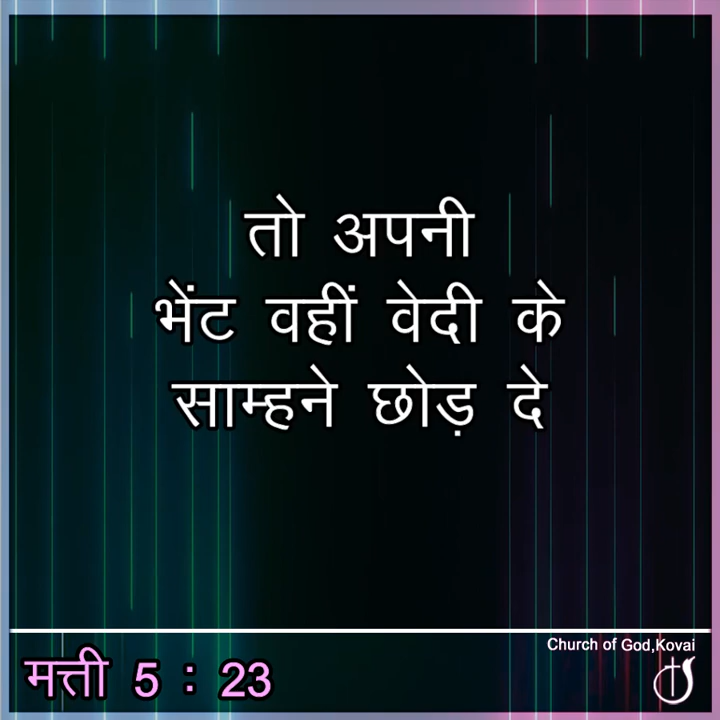 तो अपनी
भेंट वहीं वेदी के
साम्हने छोड़ दे
Church of God,Kovai
मत्ती 5 : 23